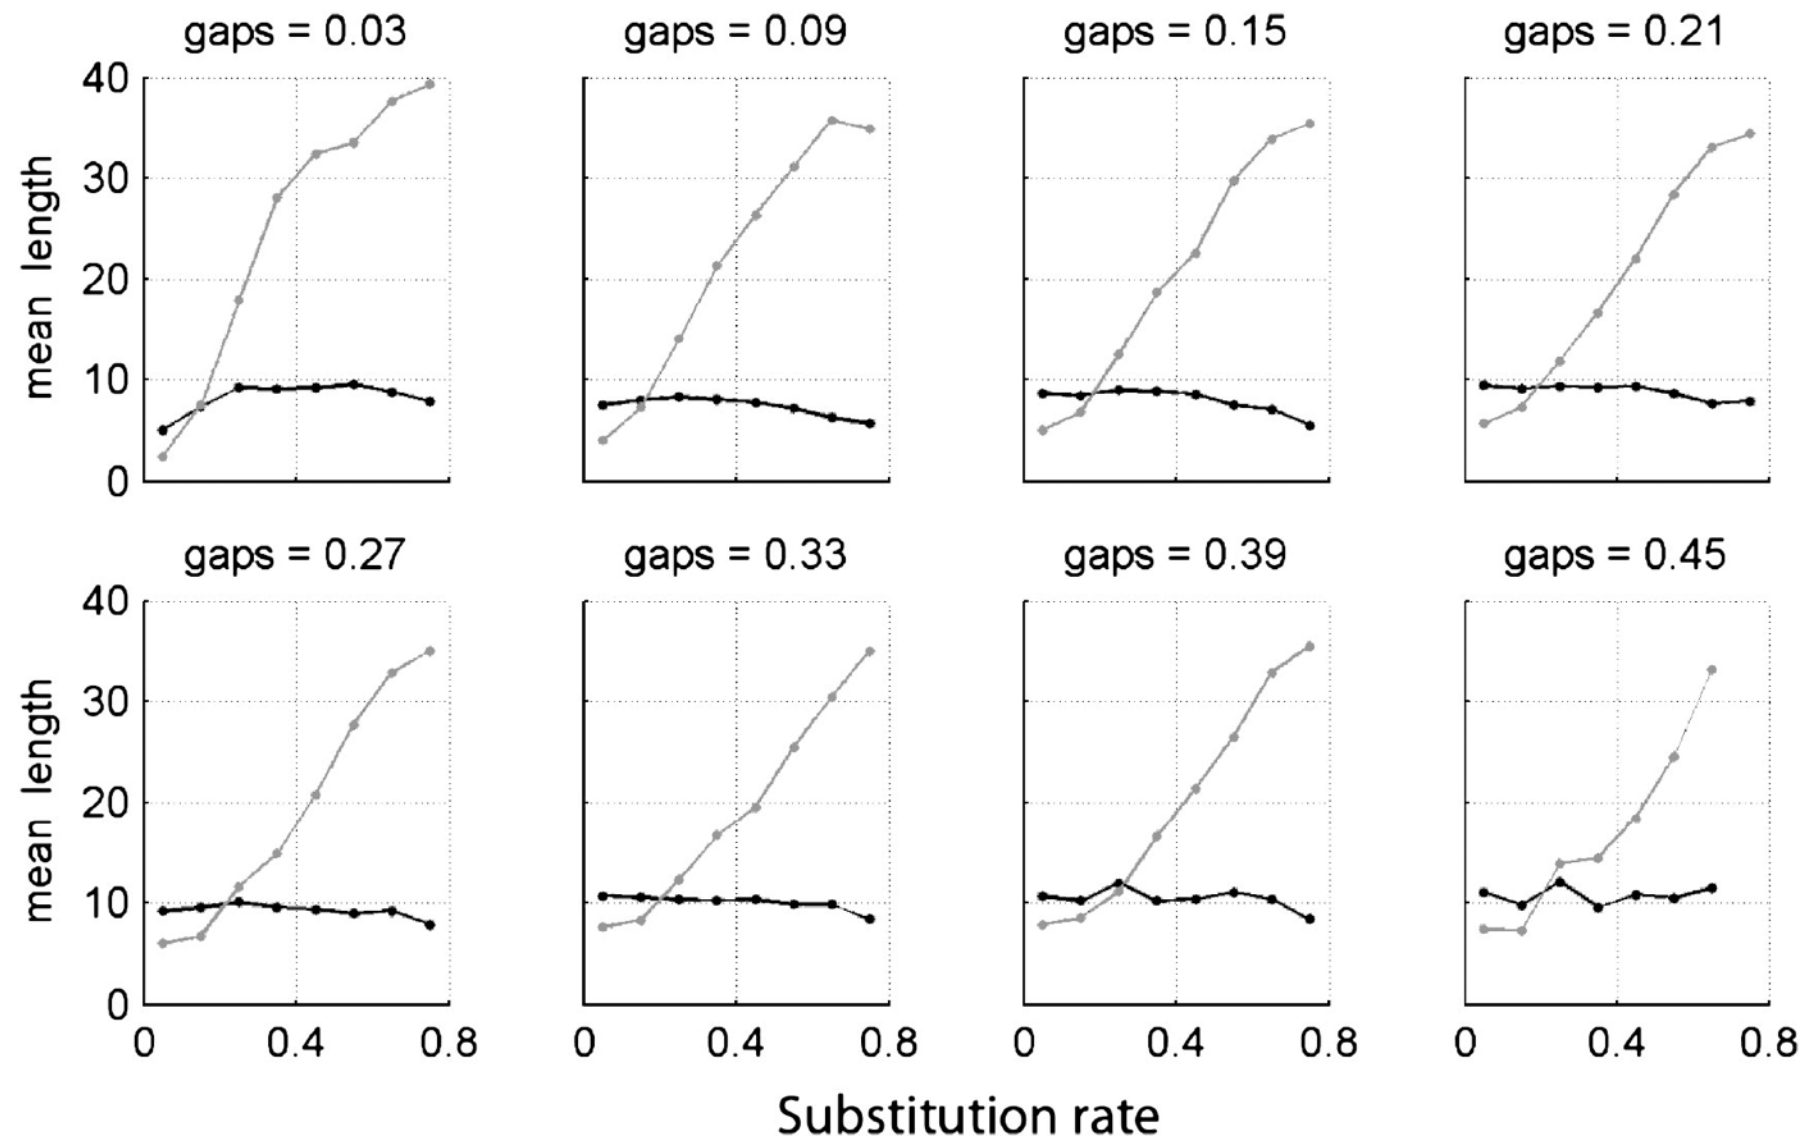 gaps = 0.03 gaps = 0.09 gaps = 0.15 gaps = 0.21
40
30
20
10
0
mean length
gaps = 0.27 gaps = 0.33 gaps = 0.39 gaps = 0.45
40
30
20
10
0
mean length
0 0.4 0.8 0 0.4 0.8 0 0.4 0.8 0 0.4 0.8
Substitution rate